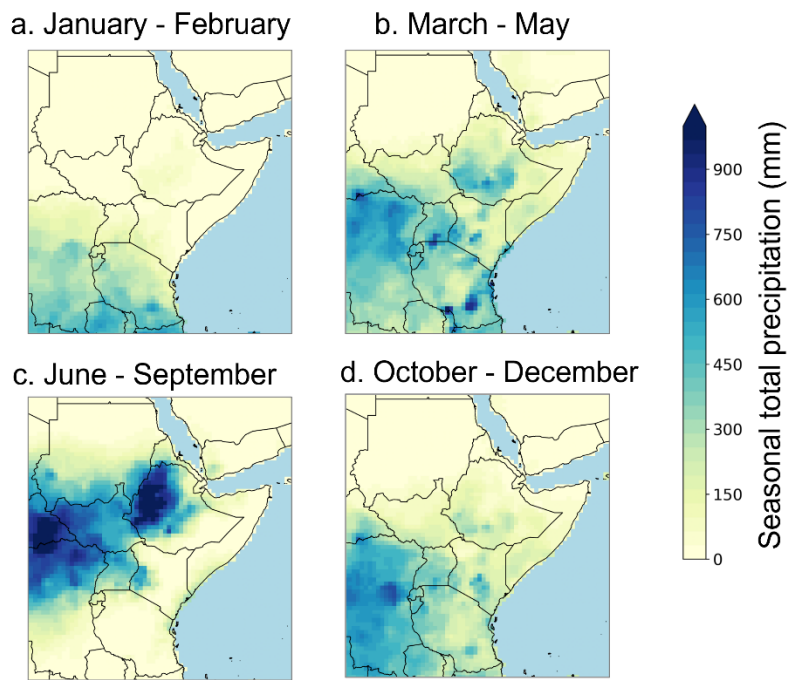 a. January - February
b. March - May
c. June - September
d. October - December
900
750
600
450
300
150
0
Seasonal total precipitation (mm)